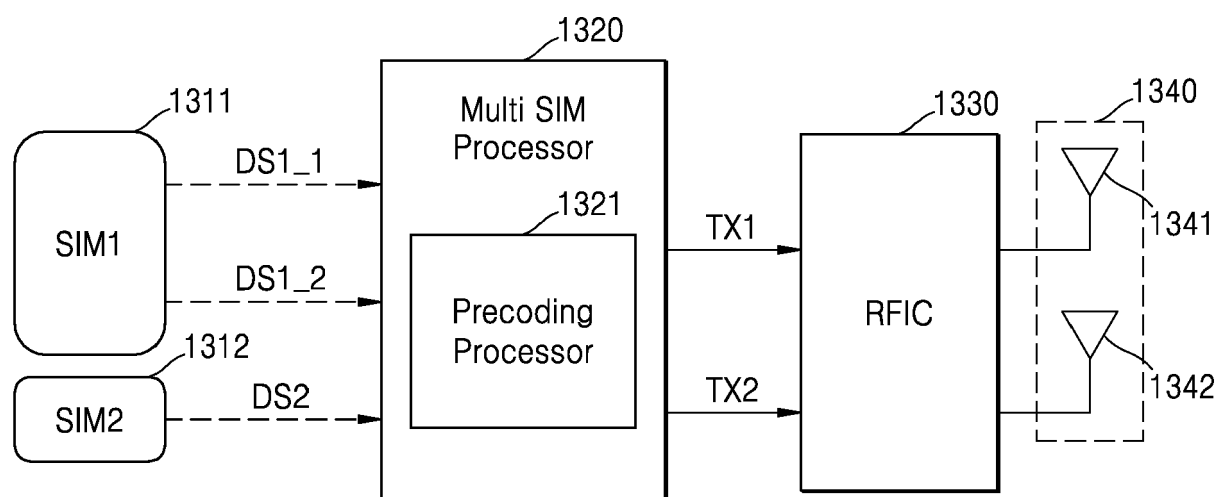 1320
1311
Multi SIM
Processor
1330
1340
DS1_1
1321
TX1
1341
SIM1
DS1_2
Precoding
Processor
RFIC
1312
SIM2
DS2
TX2
1342